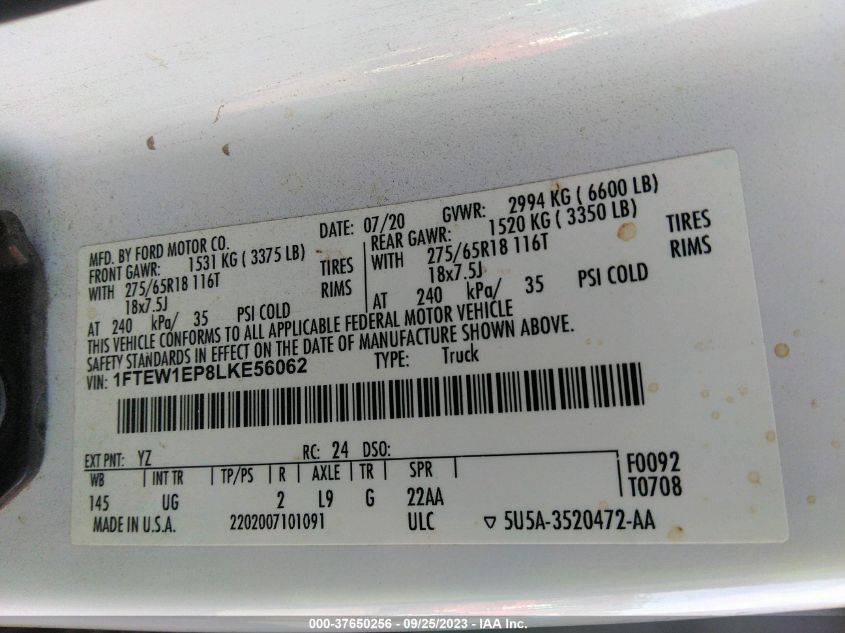 MFD. BY FORD MOTOR CO. DATE: 07/20 GVWR: 2994 KG ( 6600 LB)
FRONT GAWR: 1531 KG ( 3375 LB) REAR GAWR: 1520 KG ( 3350 LB)
WITH 275/65R18 116T TIRES WITH 275/65R18 116T TIRES
18x7.5J RIMS 18x7.5J RIMS
AT 240 kPa/ 35 PSI COLD AT 240 kPa/ 35 PSI COLD
THIS VEHICLE CONFORMS TO ALL APPLICABLE FEDERAL MOTOR VEHICLE
SAFETY STANDARDS IN EFFECT ON THE DATE OF MANUFACTURE SHOWN ABOVE.
VIN: 1FTEW1EP8LKE56062 TYPE: Truck
EXT PNT: YZ RC: 24 DSO:
WB INT TR TP/PS R AXLE TR SPR F0092
145 UG 2 L9 G 22AA T0708
MADE IN U.S.A. 2202007101091 ULC ▽ 5U5A-3520472-AA
000-37650256 - 09/25/2023 - IAA Inc.